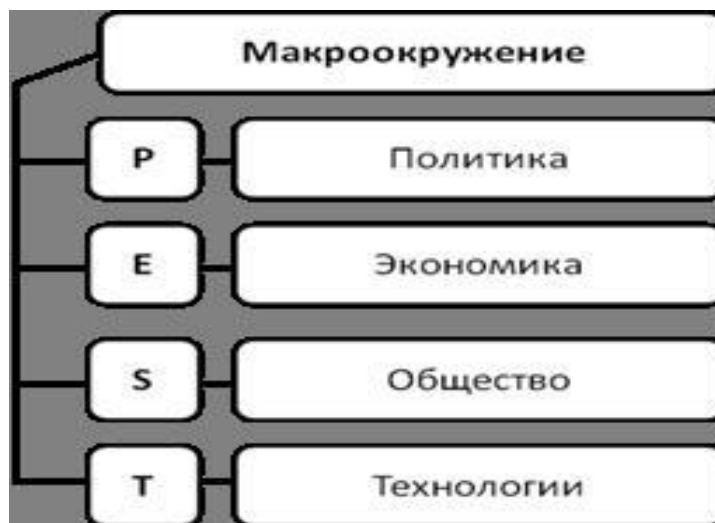 Макроокружение
P Политика
E Экономика
S Общество
T Технологии